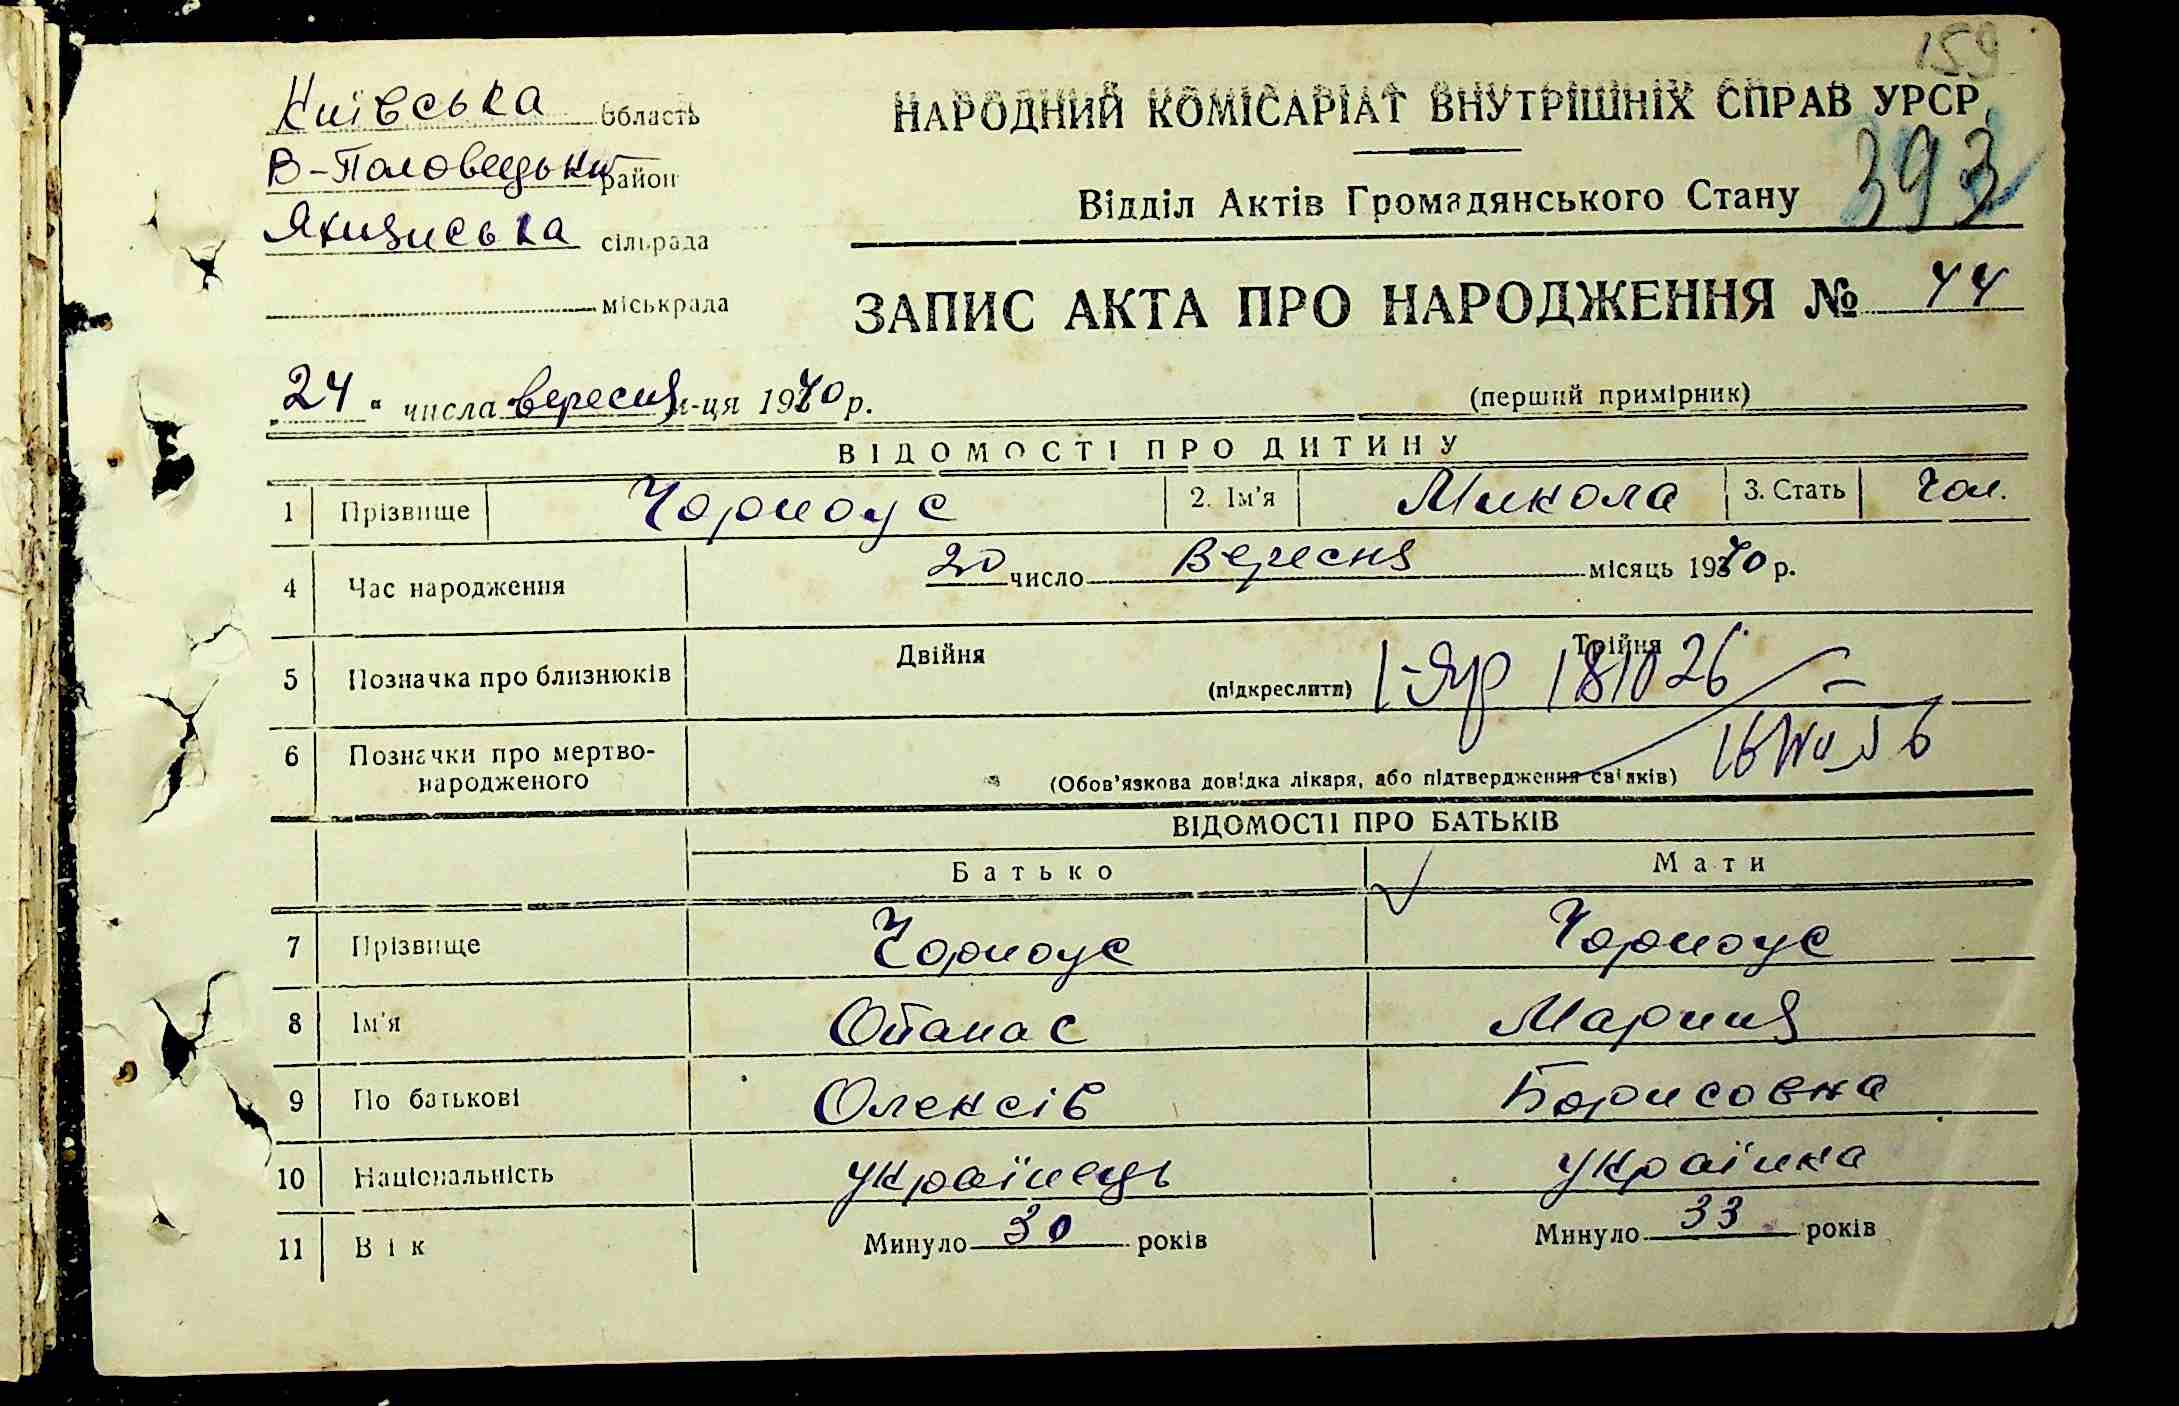 159
Київська область
НАРОДНИЙ КОМІСАРІАТ ВНУТРІШНІХ СПРАВ УРСР
В-Половецький район
393
Відділ Актів Громадянського Стану
Якизиська сільрада
міськрада
ЗАПИС АКТА ПРО НАРОДЖЕННЯ № 44
24 " числа вересня м-ця 1940 р.
(перший примірник)
ВІДОМОСТІ ПРО ДИТИНУ
1 Прізвище Чорноус 2. Ім'я Микола 3. Стать Чол.
4 Час народження 20 число Вересня місяць 1940 р.
5 Позначка про близнюків Двійня (підкреслити) Трійня
І-ЯР 181026
6 Позначки про мертво-
народженого (Обов'язкова довідка лікаря, або підтвердження свідків)
ВІДОМОСТІ ПРО БАТЬКІВ
Батько Мати
7 Прізвище Чорноус Чорноус
8 Ім'я Опанас Мария
9 По батькові Олексів Борисовна
10 Національність українець українка
11 Вік Минуло 30 років Минуло 33 років